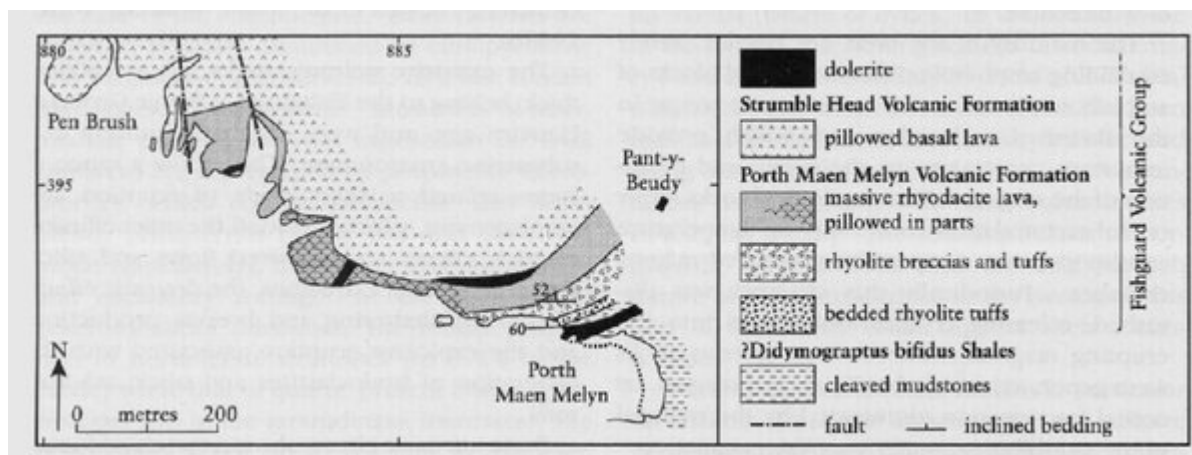 880
885
Pen Brush
395
Pant-y-
Beudy
52
60
Porth
Maen Melyn
N
0 metres 200
dolerite
Strumble Head Volcanic Formation
pillowed basalt lava
Porth Maen Melyn Volcanic Formation
massive rhyodacite lava,
pillowed in parts
rhyolite breccias and tuffs
bedded rhyolite tuffs
?Didymograptus bifidus Shales
cleaved mudstones
fault
inclined bedding
Fishguard Volcanic Group